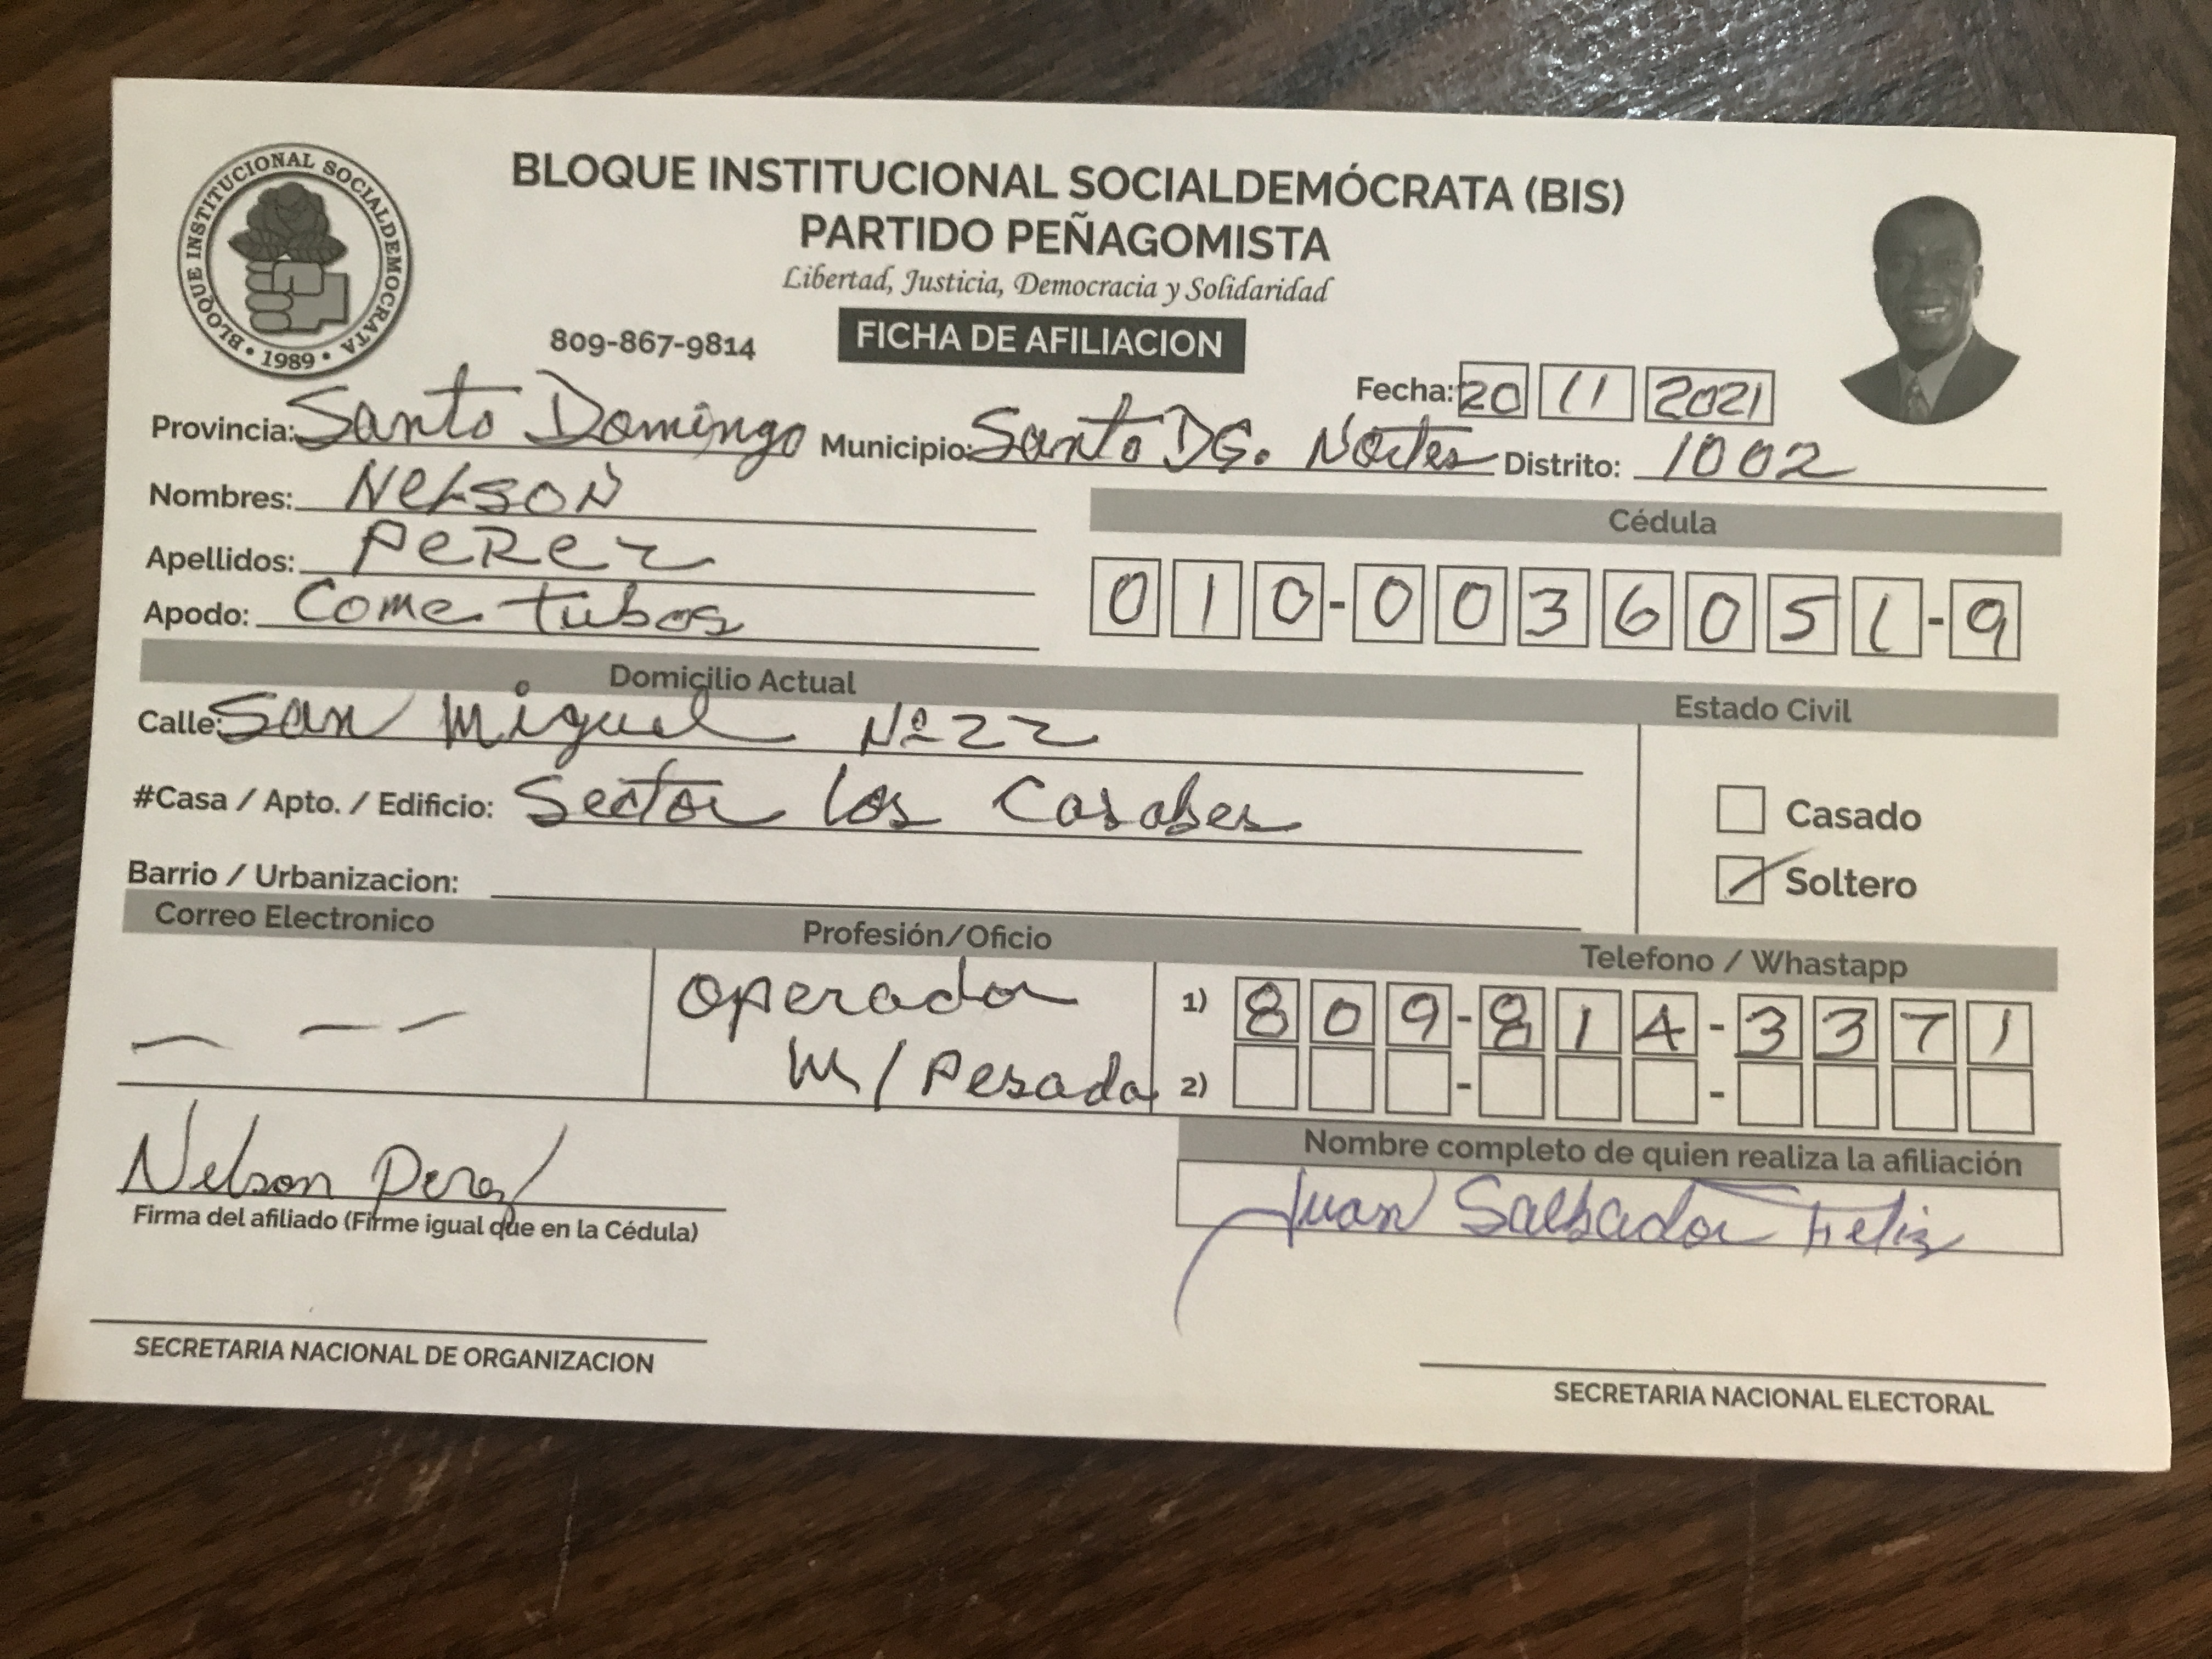 BLOQUE INSTITUCIONAL SOCIALDEMOCRATA • 1989 •
BLOQUE INSTITUCIONAL SOCIALDEMÓCRATA (BIS)
PARTIDO PEÑAGOMISTA
Libertad, Justicia, Democracia y Solidaridad
809-867-9814 FICHA DE AFILIACION
Fecha: 20 11 2021
Provincia: Santo Domingo Municipio: Santo DG. Nortes Distrito: 1002
Nombres: NELSON
Apellidos: PEREZ
Apodo: Come tubos
Cédula
010-0036051-9
Domicilio Actual
Calle: San Miguel Nº 22
#Casa / Apto. / Edificio: Sector los Casabes
Barrio / Urbanizacion:
Estado Civil
Casado
Soltero
Correo Electronico
— — —
Profesión/Oficio
operador
M/Pesada
Telefono / Whastapp
1) 809-814-3371
2) - -
Nelson Perez
Firma del afiliado (Firme igual que en la Cédula)
Nombre completo de quien realiza la afiliación
Juan Salbador Feliz
SECRETARIA NACIONAL DE ORGANIZACION
SECRETARIA NACIONAL ELECTORAL